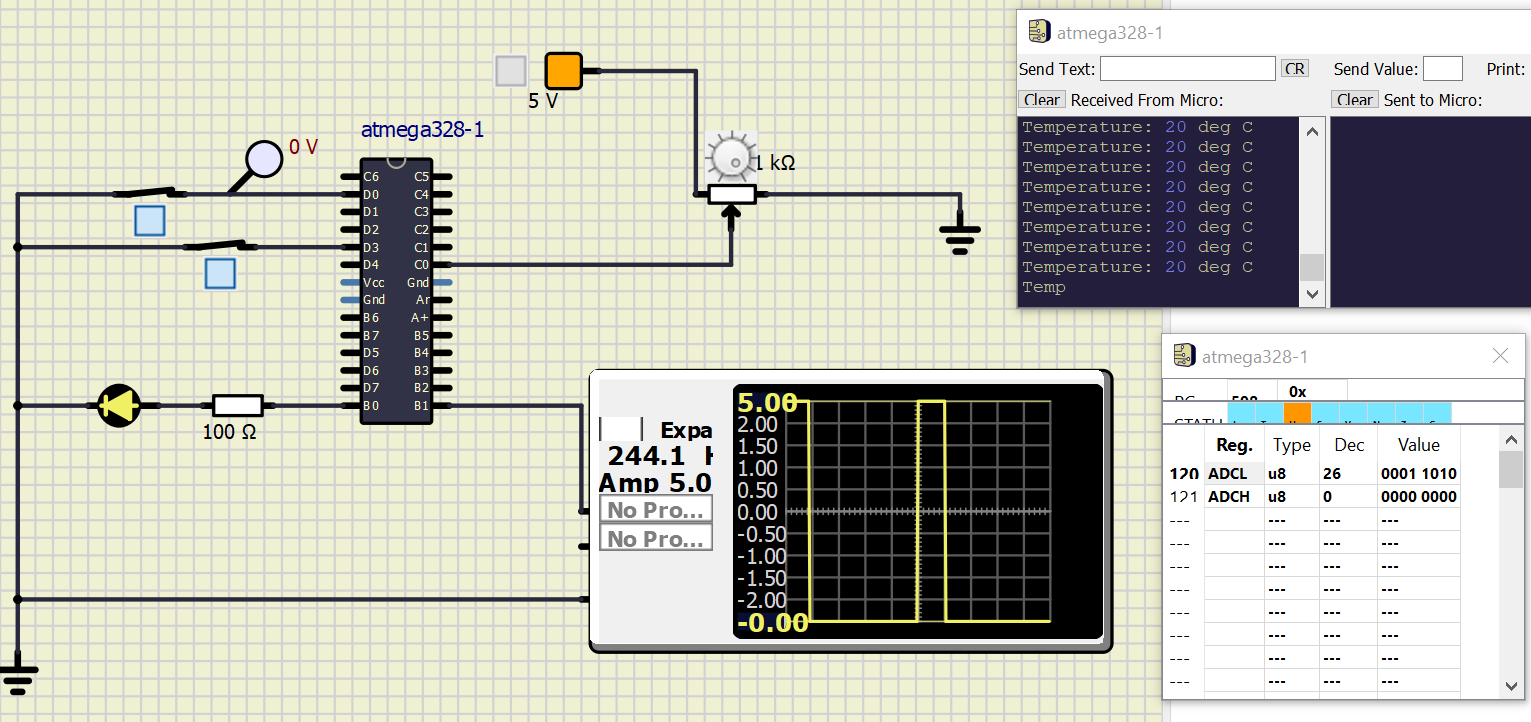 5 V
atmega328-1
0 V
1 kΩ
C6 C5
D0 C4
D1 C3
D2 C2
D3 C1
D4 C0
Vcc Gnd
Gnd Ar
B6 A+
B7 B5
D5 B4
D6 B3
D7 B2
B0 B1
100 Ω
Expa
244.1
Amp 5.0
No Pro...
No Pro...
5.00
2.00
1.50
1.00
0.50
0.00
-0.50
-1.00
-1.50
-2.00
-0.00
atmega328-1
Send Text: CR Send Value: Print:
Clear Received From Micro: Clear Sent to Micro:
Temperature: 20 deg C
Temperature: 20 deg C
Temperature: 20 deg C
Temperature: 20 deg C
Temperature: 20 deg C
Temperature: 20 deg C
Temperature: 20 deg C
Temperature: 20 deg C
Temp
atmega328-1
0x
Reg. Type Dec Value
120 ADCL u8 26 0001 1010
121 ADCH u8 0 0000 0000
--- --- --- ---
--- --- --- ---
--- --- --- ---
--- --- --- ---
--- --- --- ---
--- --- --- ---
--- --- --- ---
--- --- --- ---